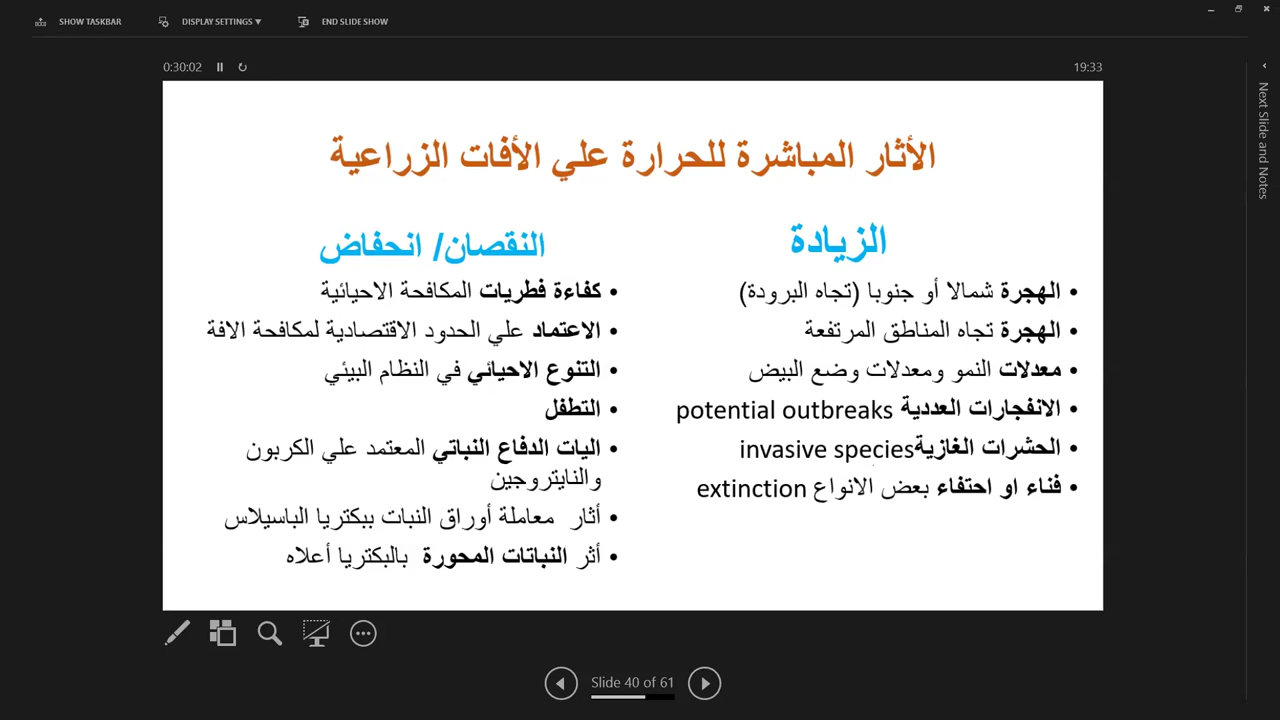 SHOW TASKBAR
DISPLAY SETTINGS
END SLIDE SHOW
0:30:02
19:33
Next Slide and Notes
الأثار المباشرة للحرارة علي الأفات الزراعية
الزيادة
• الهجرة شمالا أو جنوبا (تجاه البرودة)
• الهجرة تجاه المناطق المرتفعة
• معدلات النمو ومعدلات وضع البيض
• الانفجارات العددية potential outbreaks
• الحشرات الغازيةinvasive species
• فناء او احتفاء بعض الانواع extinction
النقصان/ انحفاض
• كفاءة فطريات المكافحة الاحيائية
• الاعتماد علي الحدود الاقتصادية لمكافحة الافة
• التنوع الاحيائي في النظام البيئي
• التطفل
• اليات الدفاع النباتي المعتمد علي الكربون
والنايتروجين
• أثار معاملة أوراق النبات ببكتريا الباسيلاس
• أثر النباتات المحورة بالبكتريا أعلاه
Slide 40 of 61